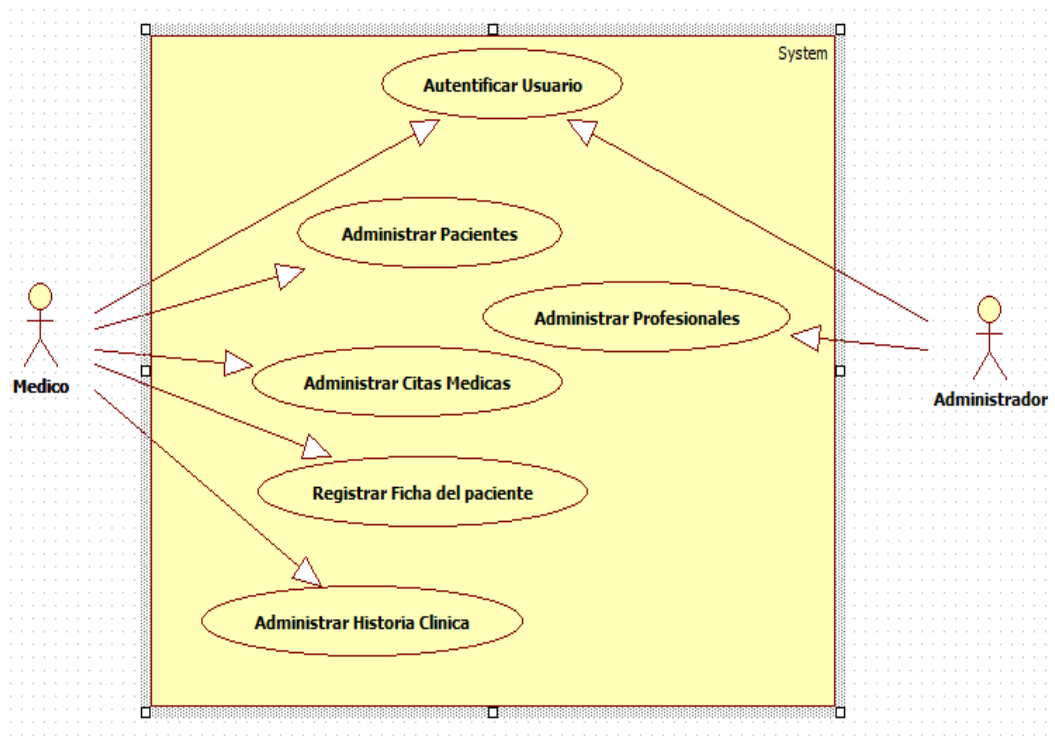 System
Autentificar Usuario
Administrar Pacientes
Administrar Profesionales
Medico
Administrar Citas Medicas
Administrador
Registrar Ficha del paciente
Administrar Historia Clinica